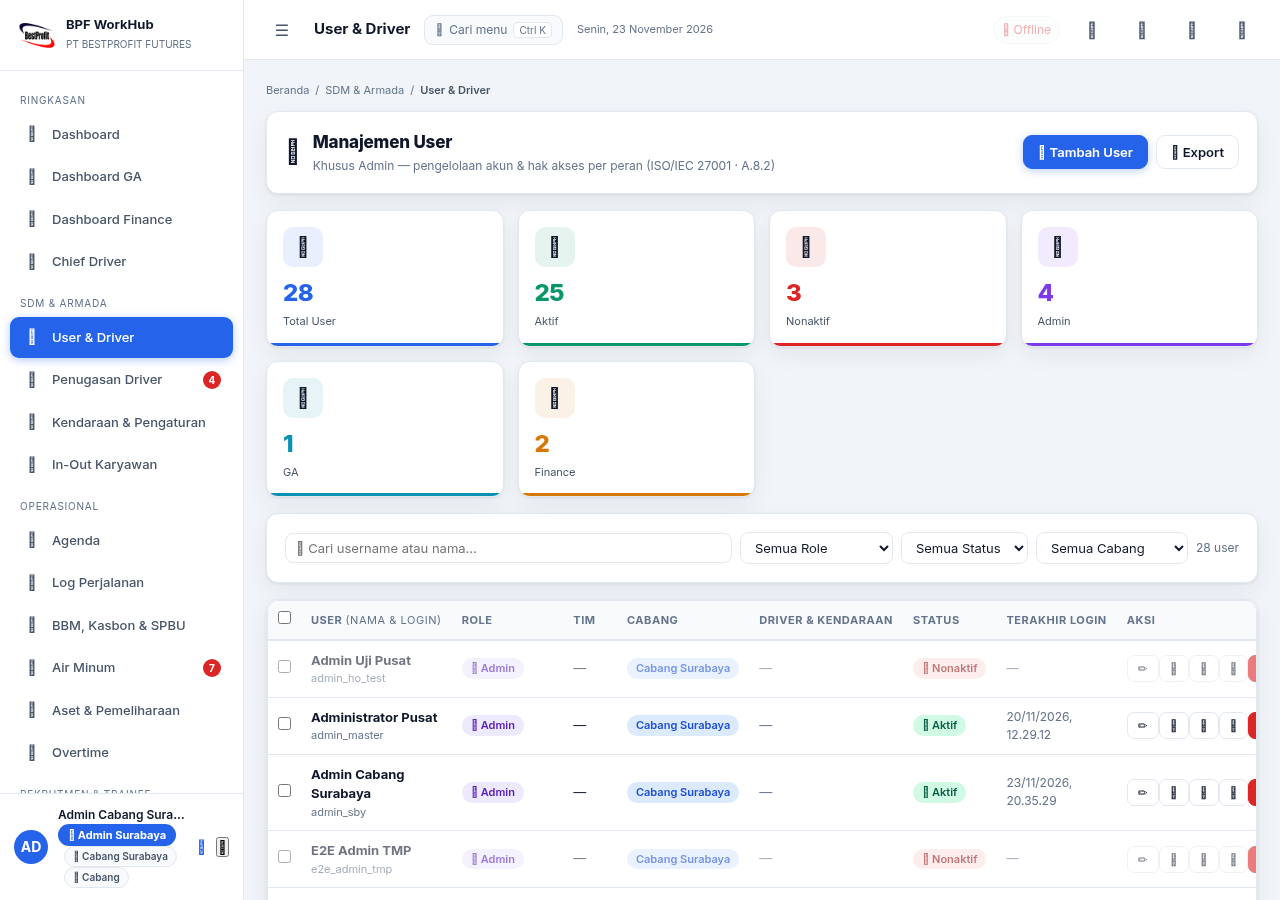 BPF WorkHub
PT BESTPROFIT FUTURES
RINGKASAN
Dashboard
Dashboard GA
Dashboard Finance
Chief Driver
SDM & ARMADA
User & Driver
Penugasan Driver 4
Kendaraan & Pengaturan
In-Out Karyawan
OPERASIONAL
Agenda
Log Perjalanan
BBM, Kasbon & SPBU
Air Minum 7
Aset & Pemeliharaan
Overtime
REKRUTMEN & TRAINEE
AD
Admin Cabang Sura...
Admin Surabaya
Cabang Surabaya
Cabang
☰ User & Driver Cari menu Ctrl K Senin, 23 November 2026 Offline
Beranda / SDM & Armada / User & Driver
Manajemen User
Khusus Admin — pengelolaan akun & hak akses per peran (ISO/IEC 27001 · A.8.2)
Tambah User Export
28
Total User
25
Aktif
3
Nonaktif
4
Admin
1
GA
2
Finance
Cari username atau nama... Semua Role Semua Status Semua Cabang 28 user
USER (NAMA & LOGIN) ROLE TIM CABANG DRIVER & KENDARAAN STATUS TERAKHIR LOGIN AKSI
Admin Uji Pusat
admin_ho_test
Admin — Cabang Surabaya — Nonaktif —
Administrator Pusat
admin_master
Admin — Cabang Surabaya — Aktif
20/11/2026,
12.29.12
Admin Cabang
Surabaya
admin_sby
Admin — Cabang Surabaya — Aktif
23/11/2026,
20.35.29
E2E Admin TMP
e2e_admin_tmp
Admin — Cabang Surabaya — Nonaktif —